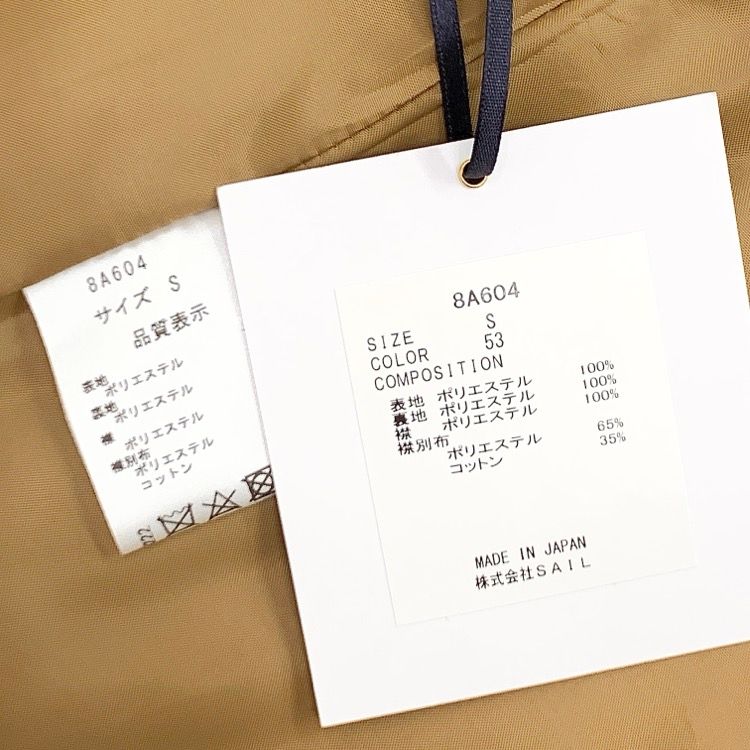 8A604
サイズ S
品質表示
表地
ポリエステル
裏地
ポリエステル
襟
ポリエステル
襟別布
ポリエステル
コットン
8A604
SIZE S
COLOR 53
COMPOSITION
表地 ポリエステル 100%
裏地 ポリエステル 100%
襟 ポリエステル 100%
襟別布
ポリエステル 65%
コットン 35%
MADE IN JAPAN
株式会社SAIL